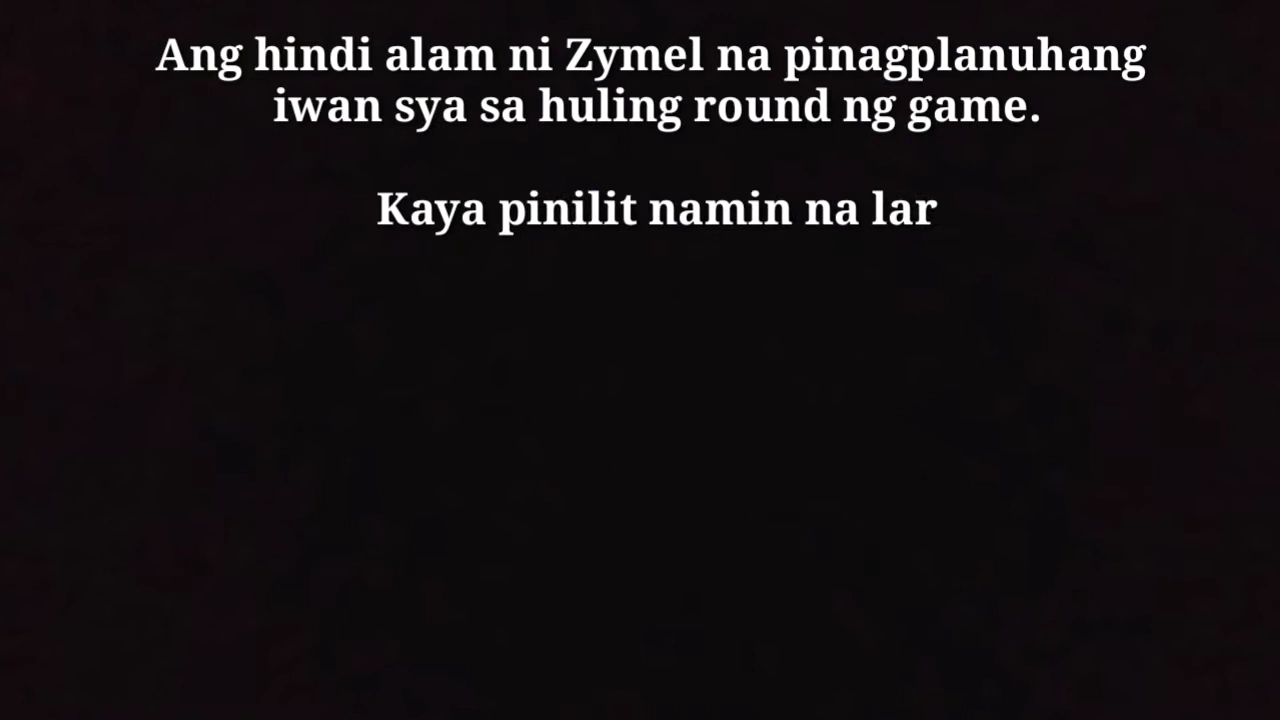 Ang hindi alam ni Zymel na pinagplanuhang
iwan sya sa huling round ng game.
Kaya pinilit namin na lar